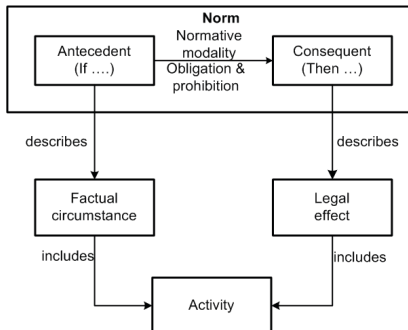 Norm
Antecedent
(If ....)
Normative
modality
Obligation &
prohibition
Consequent
(Then ...)
describes
describes
Factual
circumstance
Legal
effect
includes
includes
Activity